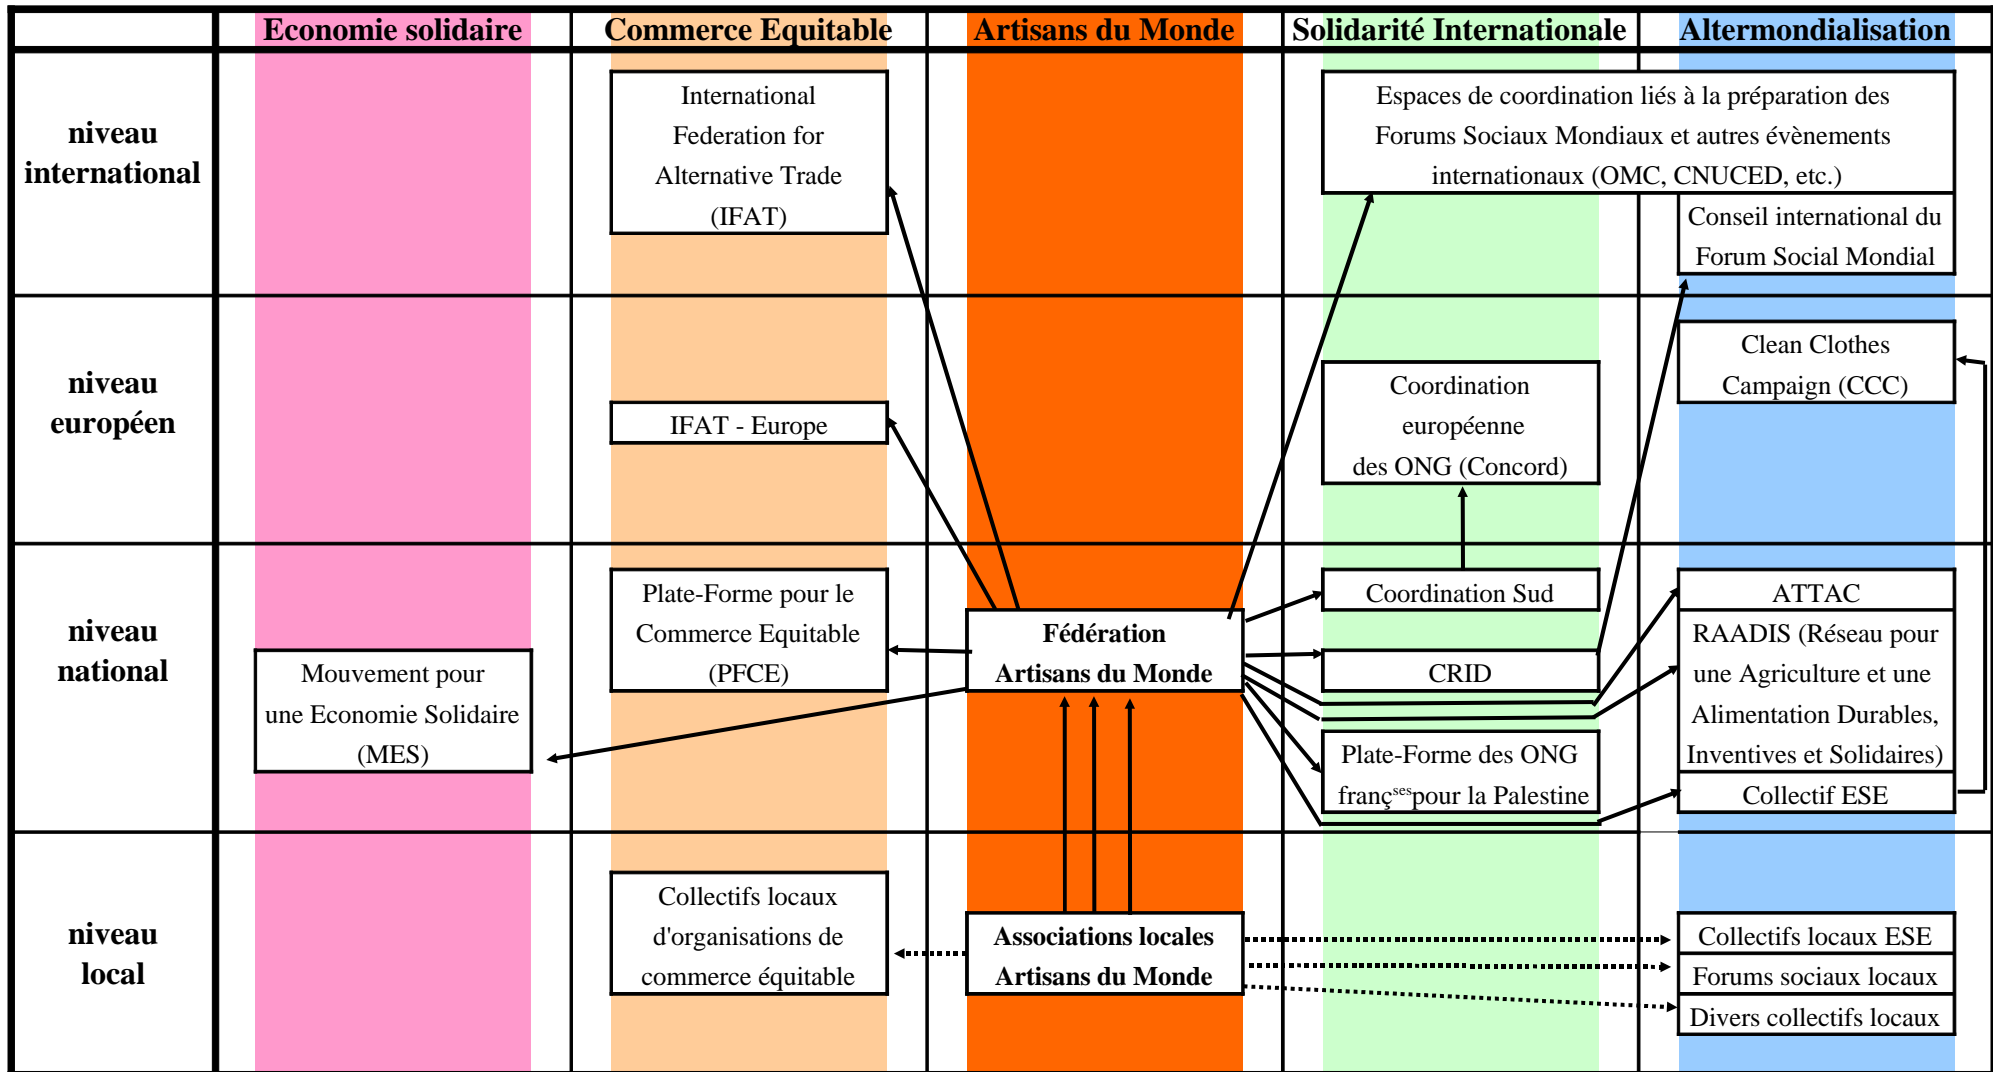 Economie solidaire
Commerce Equitable
Artisans du Monde
Solidarité Internationale
Altermondialisation
niveau
international
International
Federation for
Alternative Trade
(IFAT)
Espaces de coordination liés à la préparation des
Forums Sociaux Mondiaux et autres évènements
internationaux (OMC, CNUCED, etc.)
Conseil international du
Forum Social Mondial
niveau
européen
IFAT - Europe
Coordination
européenne
des ONG (Concord)
Clean Clothes
Campaign (CCC)
niveau
national
Mouvement pour
une Economie Solidaire
(MES)
Plate-Forme pour le
Commerce Equitable
(PFCE)
Fédération
Artisans du Monde
Coordination Sud
CRID
Plate-Forme des ONG
françsespour la Palestine
ATTAC
RAADIS (Réseau pour
une Agriculture et une
Alimentation Durables,
Inventives et Solidaires)
Collectif ESE
niveau
local
Collectifs locaux
d'organisations de
commerce équitable
Associations locales
Artisans du Monde
Collectifs locaux ESE
Forums sociaux locaux
Divers collectifs locaux